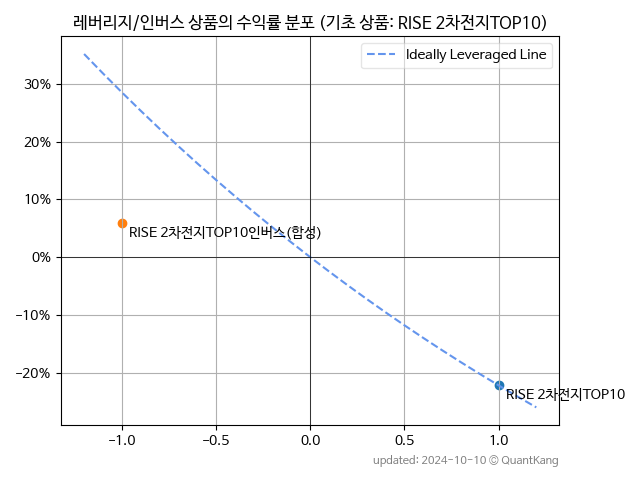 레버리지/인버스 상품의 수익률 분포 (기초 상품: RISE 2차전지TOP10)
Ideally Leveraged Line
30%
20%
10%
0%
−10%
−20%
RISE 2차전지TOP10인버스(합성)
RISE 2차전지TOP10
−1.0
−0.5
0.0
0.5
1.0
updated: 2024-10-10 © QuantKang